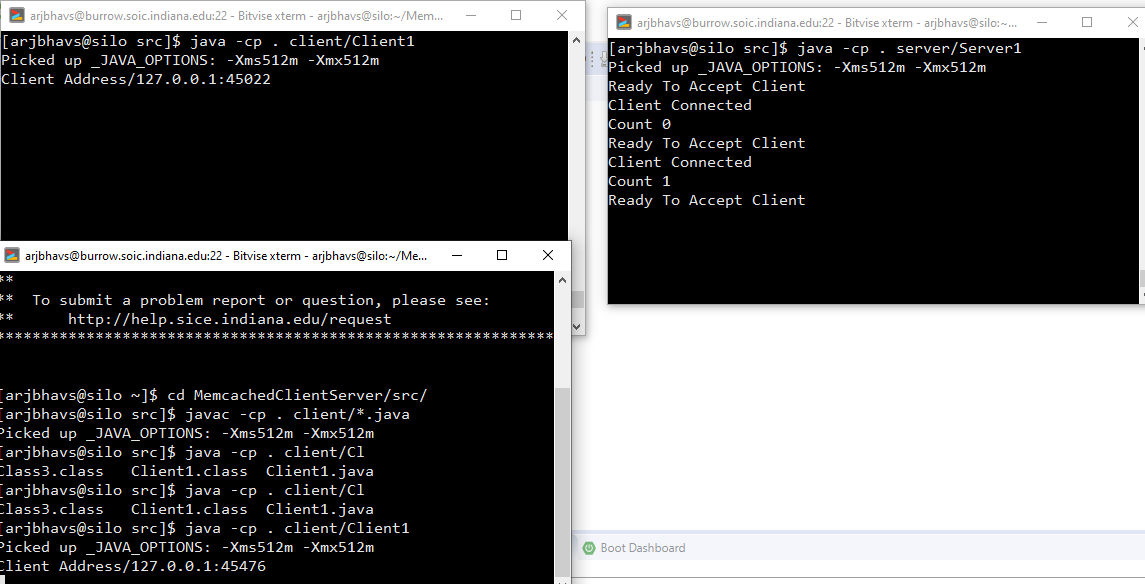 arjbhavs@burrow.soic.indiana.edu:22 - Bitvise xterm - arjbhavs@silo:~/Mem...
[arjbhavs@silo src]$ java -cp . client/Client1
Picked up _JAVA_OPTIONS: -Xms512m -Xmx512m
Client Address/127.0.0.1:45022
arjbhavs@burrow.soic.indiana.edu:22 - Bitvise xterm - arjbhavs@silo:~...
[arjbhavs@silo src]$ java -cp . server/Server1
Picked up _JAVA_OPTIONS: -Xms512m -Xmx512m
Ready To Accept Client
Client Connected
Count 0
Ready To Accept Client
Client Connected
Count 1
Ready To Accept Client
arjbhavs@burrow.soic.indiana.edu:22 - Bitvise xterm - arjbhavs@silo:~/Me...
**
**  To submit a problem report or question, please see:
**      http://help.sice.indiana.edu/request
**************************************************************
[arjbhavs@silo ~]$ cd MemcachedClientServer/src/
[arjbhavs@silo src]$ javac -cp . client/*.java
Picked up _JAVA_OPTIONS: -Xms512m -Xmx512m
[arjbhavs@silo src]$ java -cp . client/Cl
Class3.class   Client1.class  Client1.java
[arjbhavs@silo src]$ java -cp . client/Cl
Class3.class   Client1.class  Client1.java
[arjbhavs@silo src]$ java -cp . client/Client1
Picked up _JAVA_OPTIONS: -Xms512m -Xmx512m
Client Address/127.0.0.1:45476
Boot Dashboard